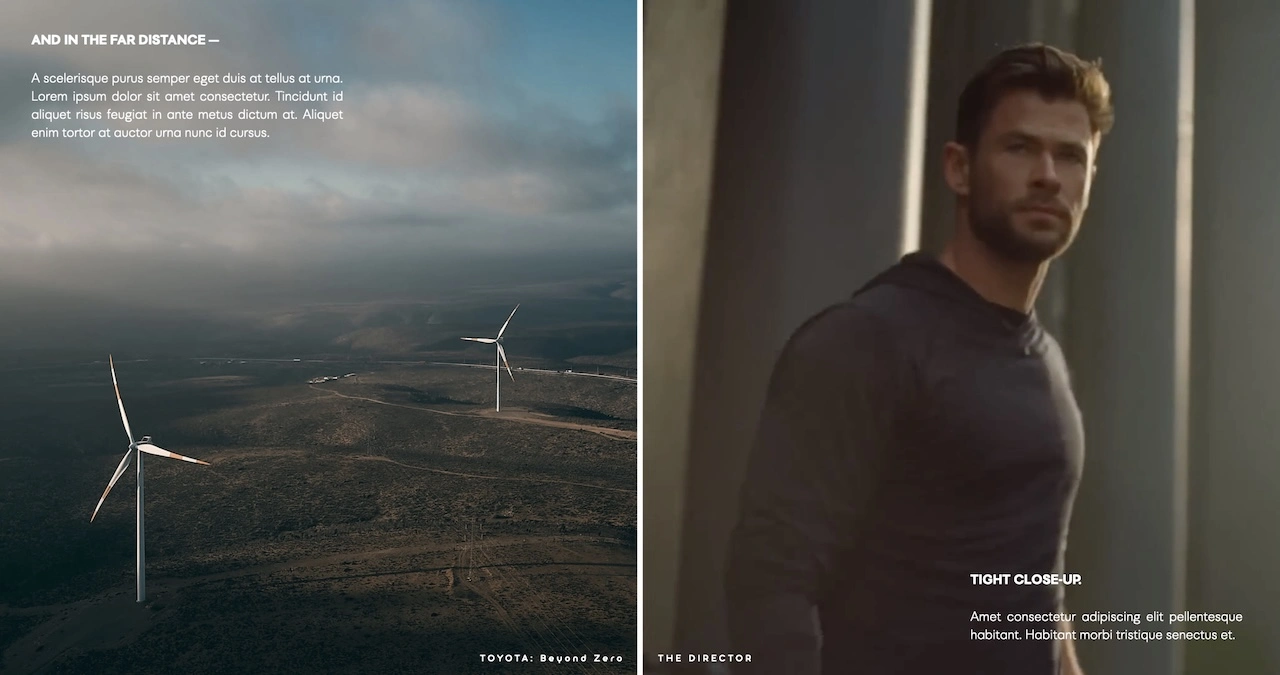 AND IN THE FAR DISTANCE —
A scelerisque purus semper eget duis at tellus at urna.
Lorem ipsum dolor sit amet consectetur. Tincidunt id
aliquet risus feugiat in ante metus dictum at. Aliquet
enim tortor at auctor urna nunc id cursus.
TOYOTA: Beyond Zero
TIGHT CLOSE-UP.
Amet consectetur adipiscing elit pellentesque
habitant. Habitant morbi tristique senectus et.
THE DIRECTOR